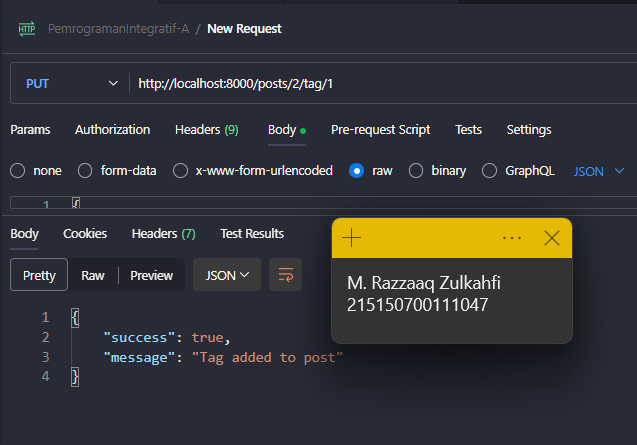 HTTP PemrogramanIntegratif-A / New Request
PUT http://localhost:8000/posts/2/tag/1
Params Authorization Headers (9) Body Pre-request Script Tests Settings
none form-data x-www-form-urlencoded raw binary GraphQL JSON
1 {
Body Cookies Headers (7) Test Results
Pretty Raw Preview JSON
1 {
2 "success": true,
3 "message": "Tag added to post"
4 }
M. Razzaaq Zulkahfi
215150700111047